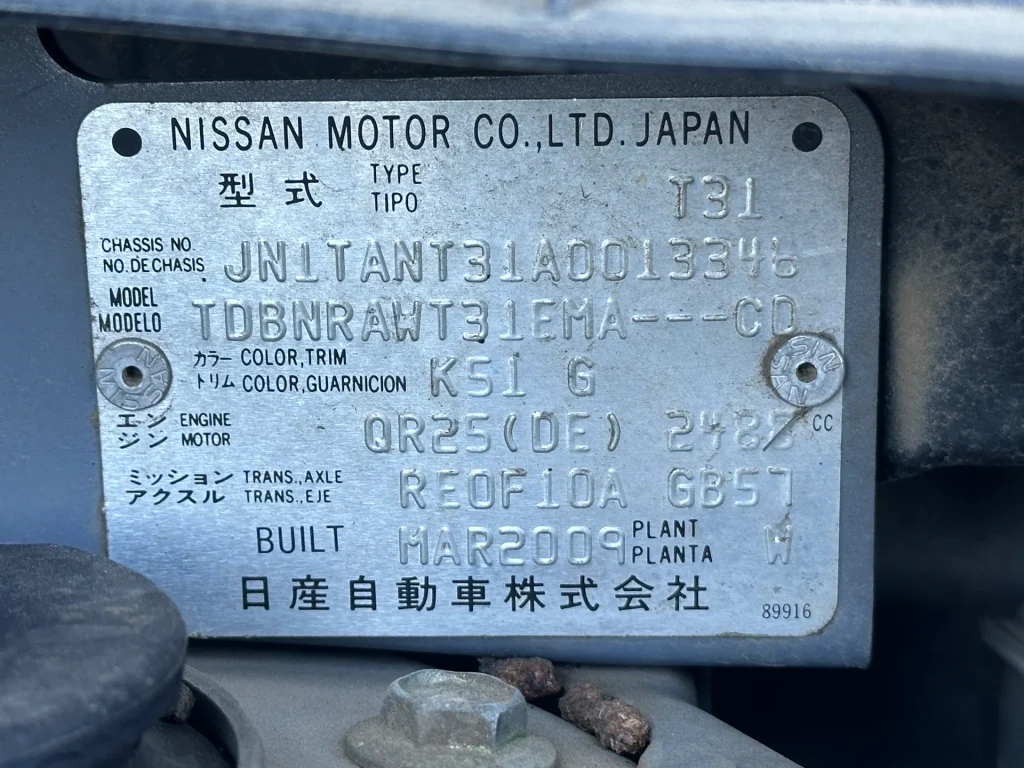 NISSAN MOTOR CO.,LTD. JAPAN
型式 TYPE T31
TIPO
CHASSIS NO. JN1TANT31A0013346
NO. DE CHASIS
MODEL TDBNRAWT31EMA---CD
MODELO
カラー COLOR,TRIM K51 G
トリム COLOR,GUARNICION
エン ENGINE QR25(DE) 2488 CC
ジン MOTOR
ミッション TRANS.,AXLE RE0F10A GB57
アクスル TRANS.,EJE
BUILT MAR2009 PLANT W
PLANTA
日産自動車株式会社 89916
NISSAN
NISSAN